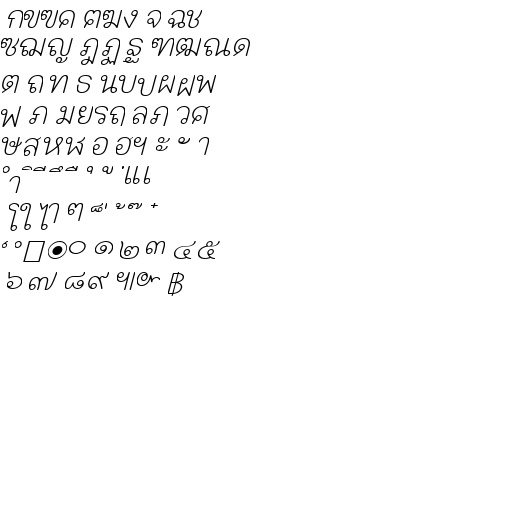 กขฃค ฅฆง จ ฉช
ซฌญ ฎฏฐ ฑฒณด
ต ถท ธ นบปผฝพ
ฟ ภ มยรฤลฦ วศ
ษสหฬ อ ฮฯ ะ ั า
ำ ิ ี ึ ื ุ ู ฺ แเ
โใไๅ ๆ ็ ่ ้ ๊ ๋
์ ํ ๏๐ ๑๒๓ ๔๕
๖๗ ๘๙ ๚๛ ฿